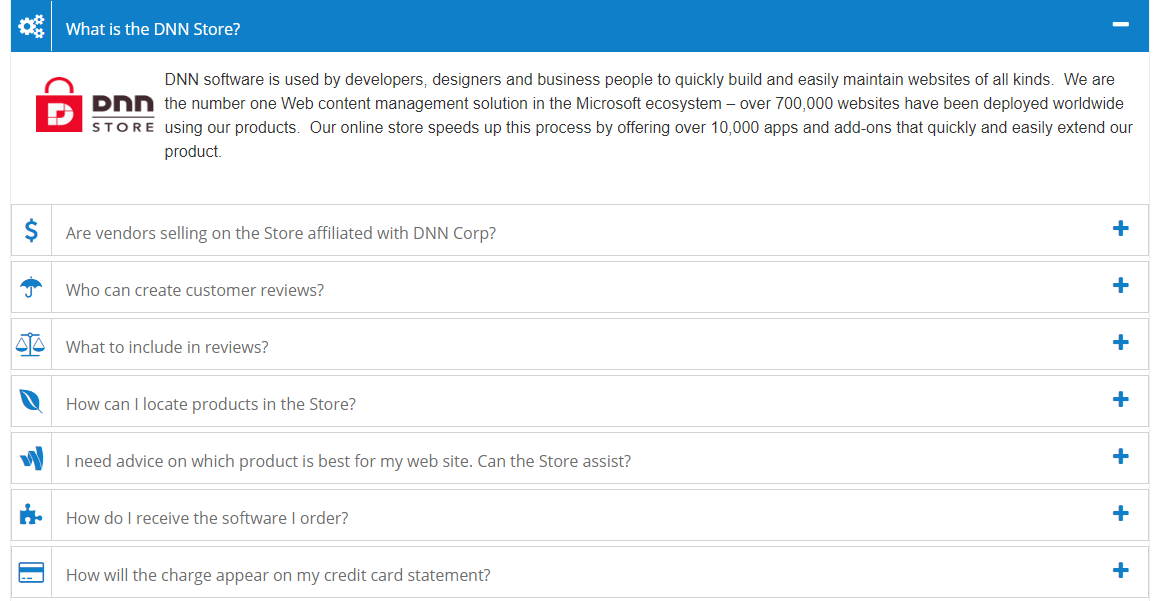 What is the DNN Store?
DNN software is used by developers, designers and business people to quickly build and easily maintain websites of all kinds.  We are
the number one Web content management solution in the Microsoft ecosystem – over 700,000 websites have been deployed worldwide
using our products.  Our online store speeds up this process by offering over 10,000 apps and add-ons that quickly and easily extend our
product.
D
DNN
STORE
Are vendors selling on the Store affiliated with DNN Corp?
Who can create customer reviews?
What to include in reviews?
How can I locate products in the Store?
I need advice on which product is best for my web site. Can the Store assist?
How do I receive the software I order?
How will the charge appear on my credit card statement?